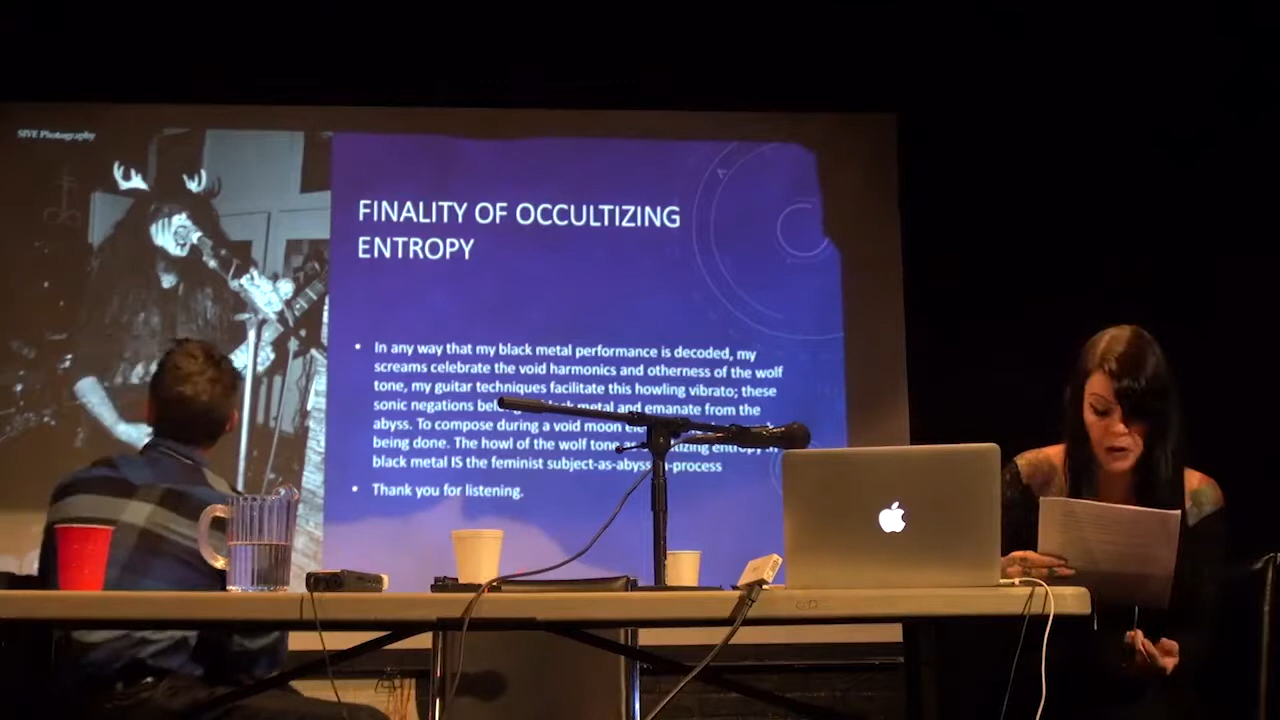 SIVE Photography
FINALITY OF OCCULTIZING
ENTROPY
• In any way that my black metal performance is decoded, my
screams celebrate the void harmonics and otherness of the wolf
tone, my guitar techniques facilitate this howling vibrato; these
sonic negations metal and emanate from the
abyss. To compose during a void moon
being done. The howl of the wolf tone entropy
black metal IS the feminist subject-as-abyss process
• Thank you for listening.